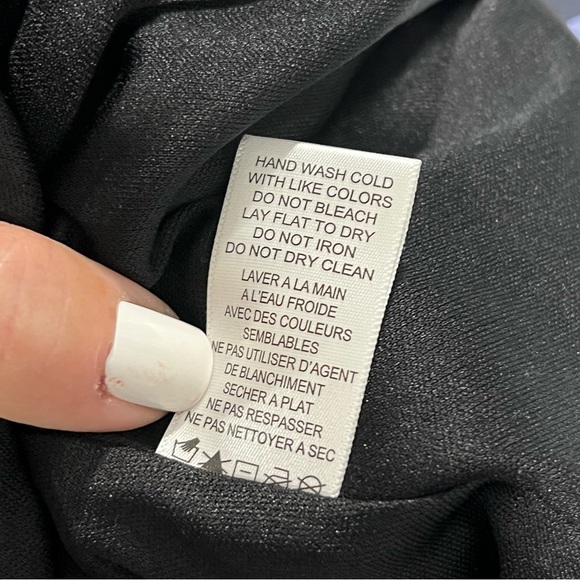 HAND WASH COLD
WITH LIKE COLORS
DO NOT BLEACH
LAY FLAT TO DRY
DO NOT IRON
DO NOT DRY CLEAN
LAVER A LA MAIN
A L'EAU FROIDE
AVEC DES COULEURS
SEMBLABLES
NE PAS UTILISER D'AGENT
DE BLANCHIMENT
SECHER A PLAT
NE PAS RESPASSER
NE PAS NETTOYER A SEC